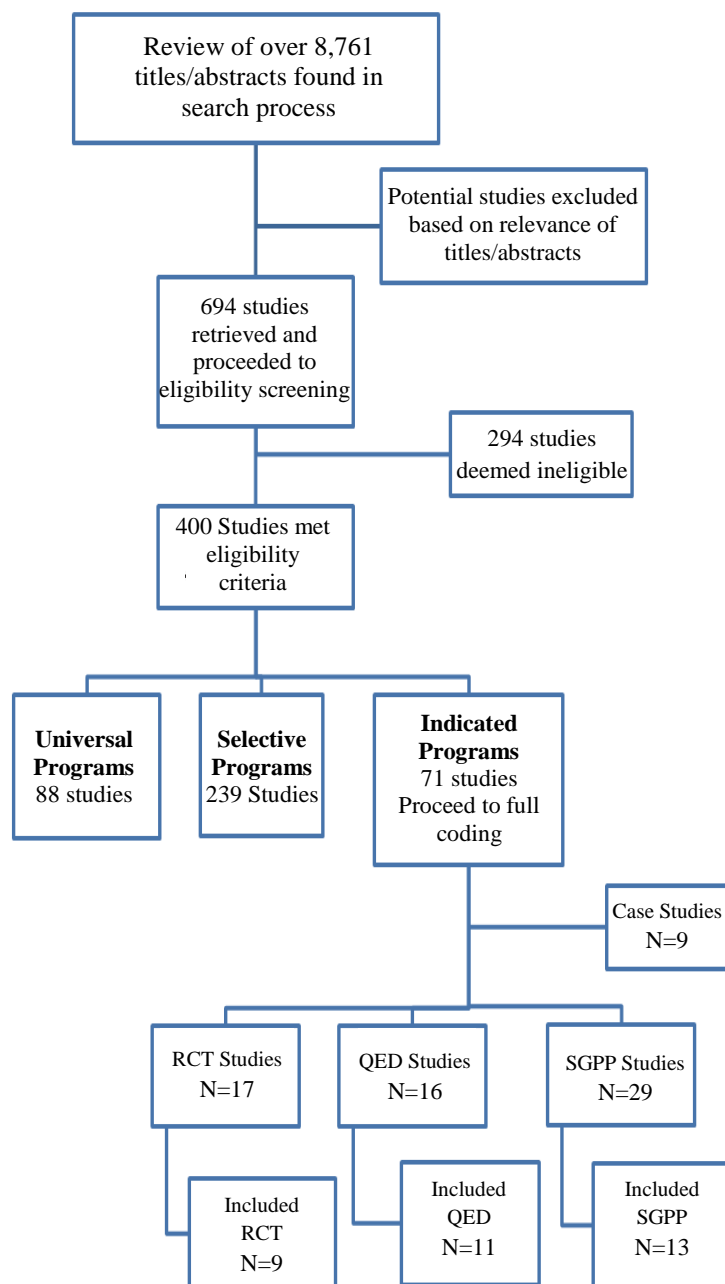 Review of over 8,761
titles/abstracts found in
search process
Potential studies excluded
based on relevance of
titles/abstracts
694 studies
retrieved and
proceeded to
eligibility screening
294 studies
deemed ineligible
400 Studies met
eligibility
criteria
Universal
Programs
88 studies
Selective
Programs
239 Studies
Indicated
Programs
71 studies
Proceed to full
coding
Case Studies
N=9
RCT Studies
N=17
QED Studies
N=16
SGPP Studies
N=29
Included
RCT
N=9
Included
QED
N=11
Included
SGPP
N=13